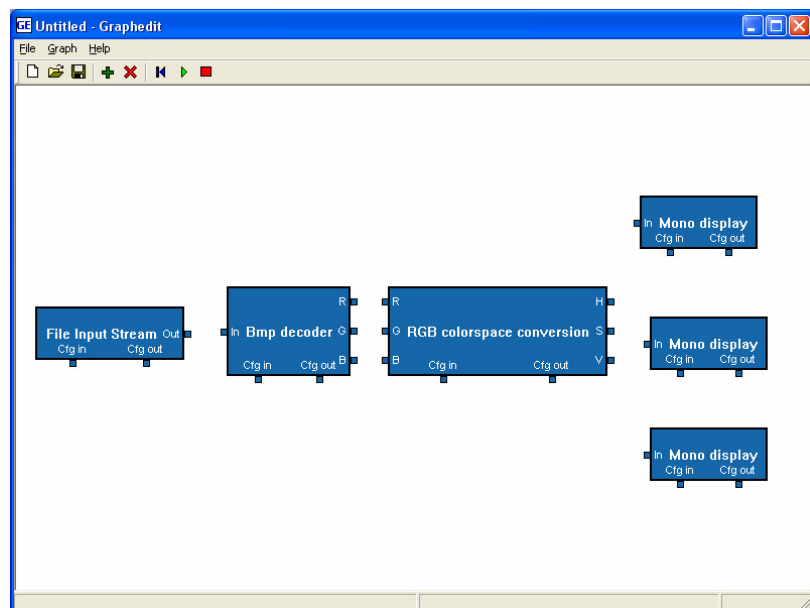 GE Untitled - Graphedit
File Graph Help
In Mono display
Cfg in Cfg out
File Input Stream Out
Cfg in Cfg out
R
In Bmp decoder G
B
Cfg in Cfg out
R H
G RGB colorspace conversion S
B V
Cfg in Cfg out
In Mono display
Cfg in Cfg out
In Mono display
Cfg in Cfg out